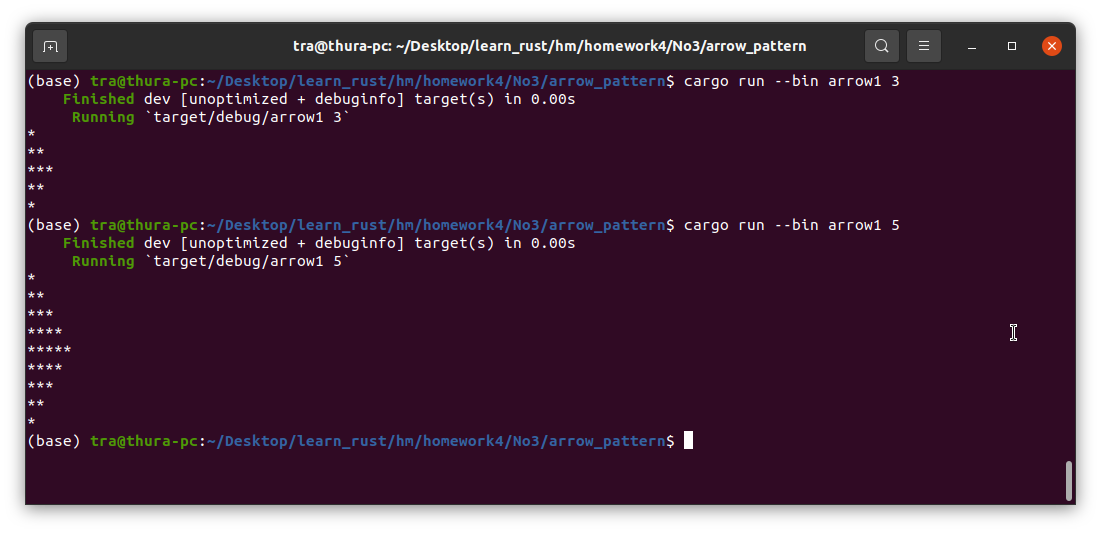 tra@thura-pc: ~/Desktop/learn_rust/hm/homework4/No3/arrow_pattern
(base) tra@thura-pc:~/Desktop/learn_rust/hm/homework4/No3/arrow_pattern$ cargo run --bin arrow1 3
    Finished dev [unoptimized + debuginfo] target(s) in 0.00s
     Running `target/debug/arrow1 3`
*
**
***
**
*
(base) tra@thura-pc:~/Desktop/learn_rust/hm/homework4/No3/arrow_pattern$ cargo run --bin arrow1 5
    Finished dev [unoptimized + debuginfo] target(s) in 0.00s
     Running `target/debug/arrow1 5`
*
**
***
****
*****
****
***
**
*
(base) tra@thura-pc:~/Desktop/learn_rust/hm/homework4/No3/arrow_pattern$